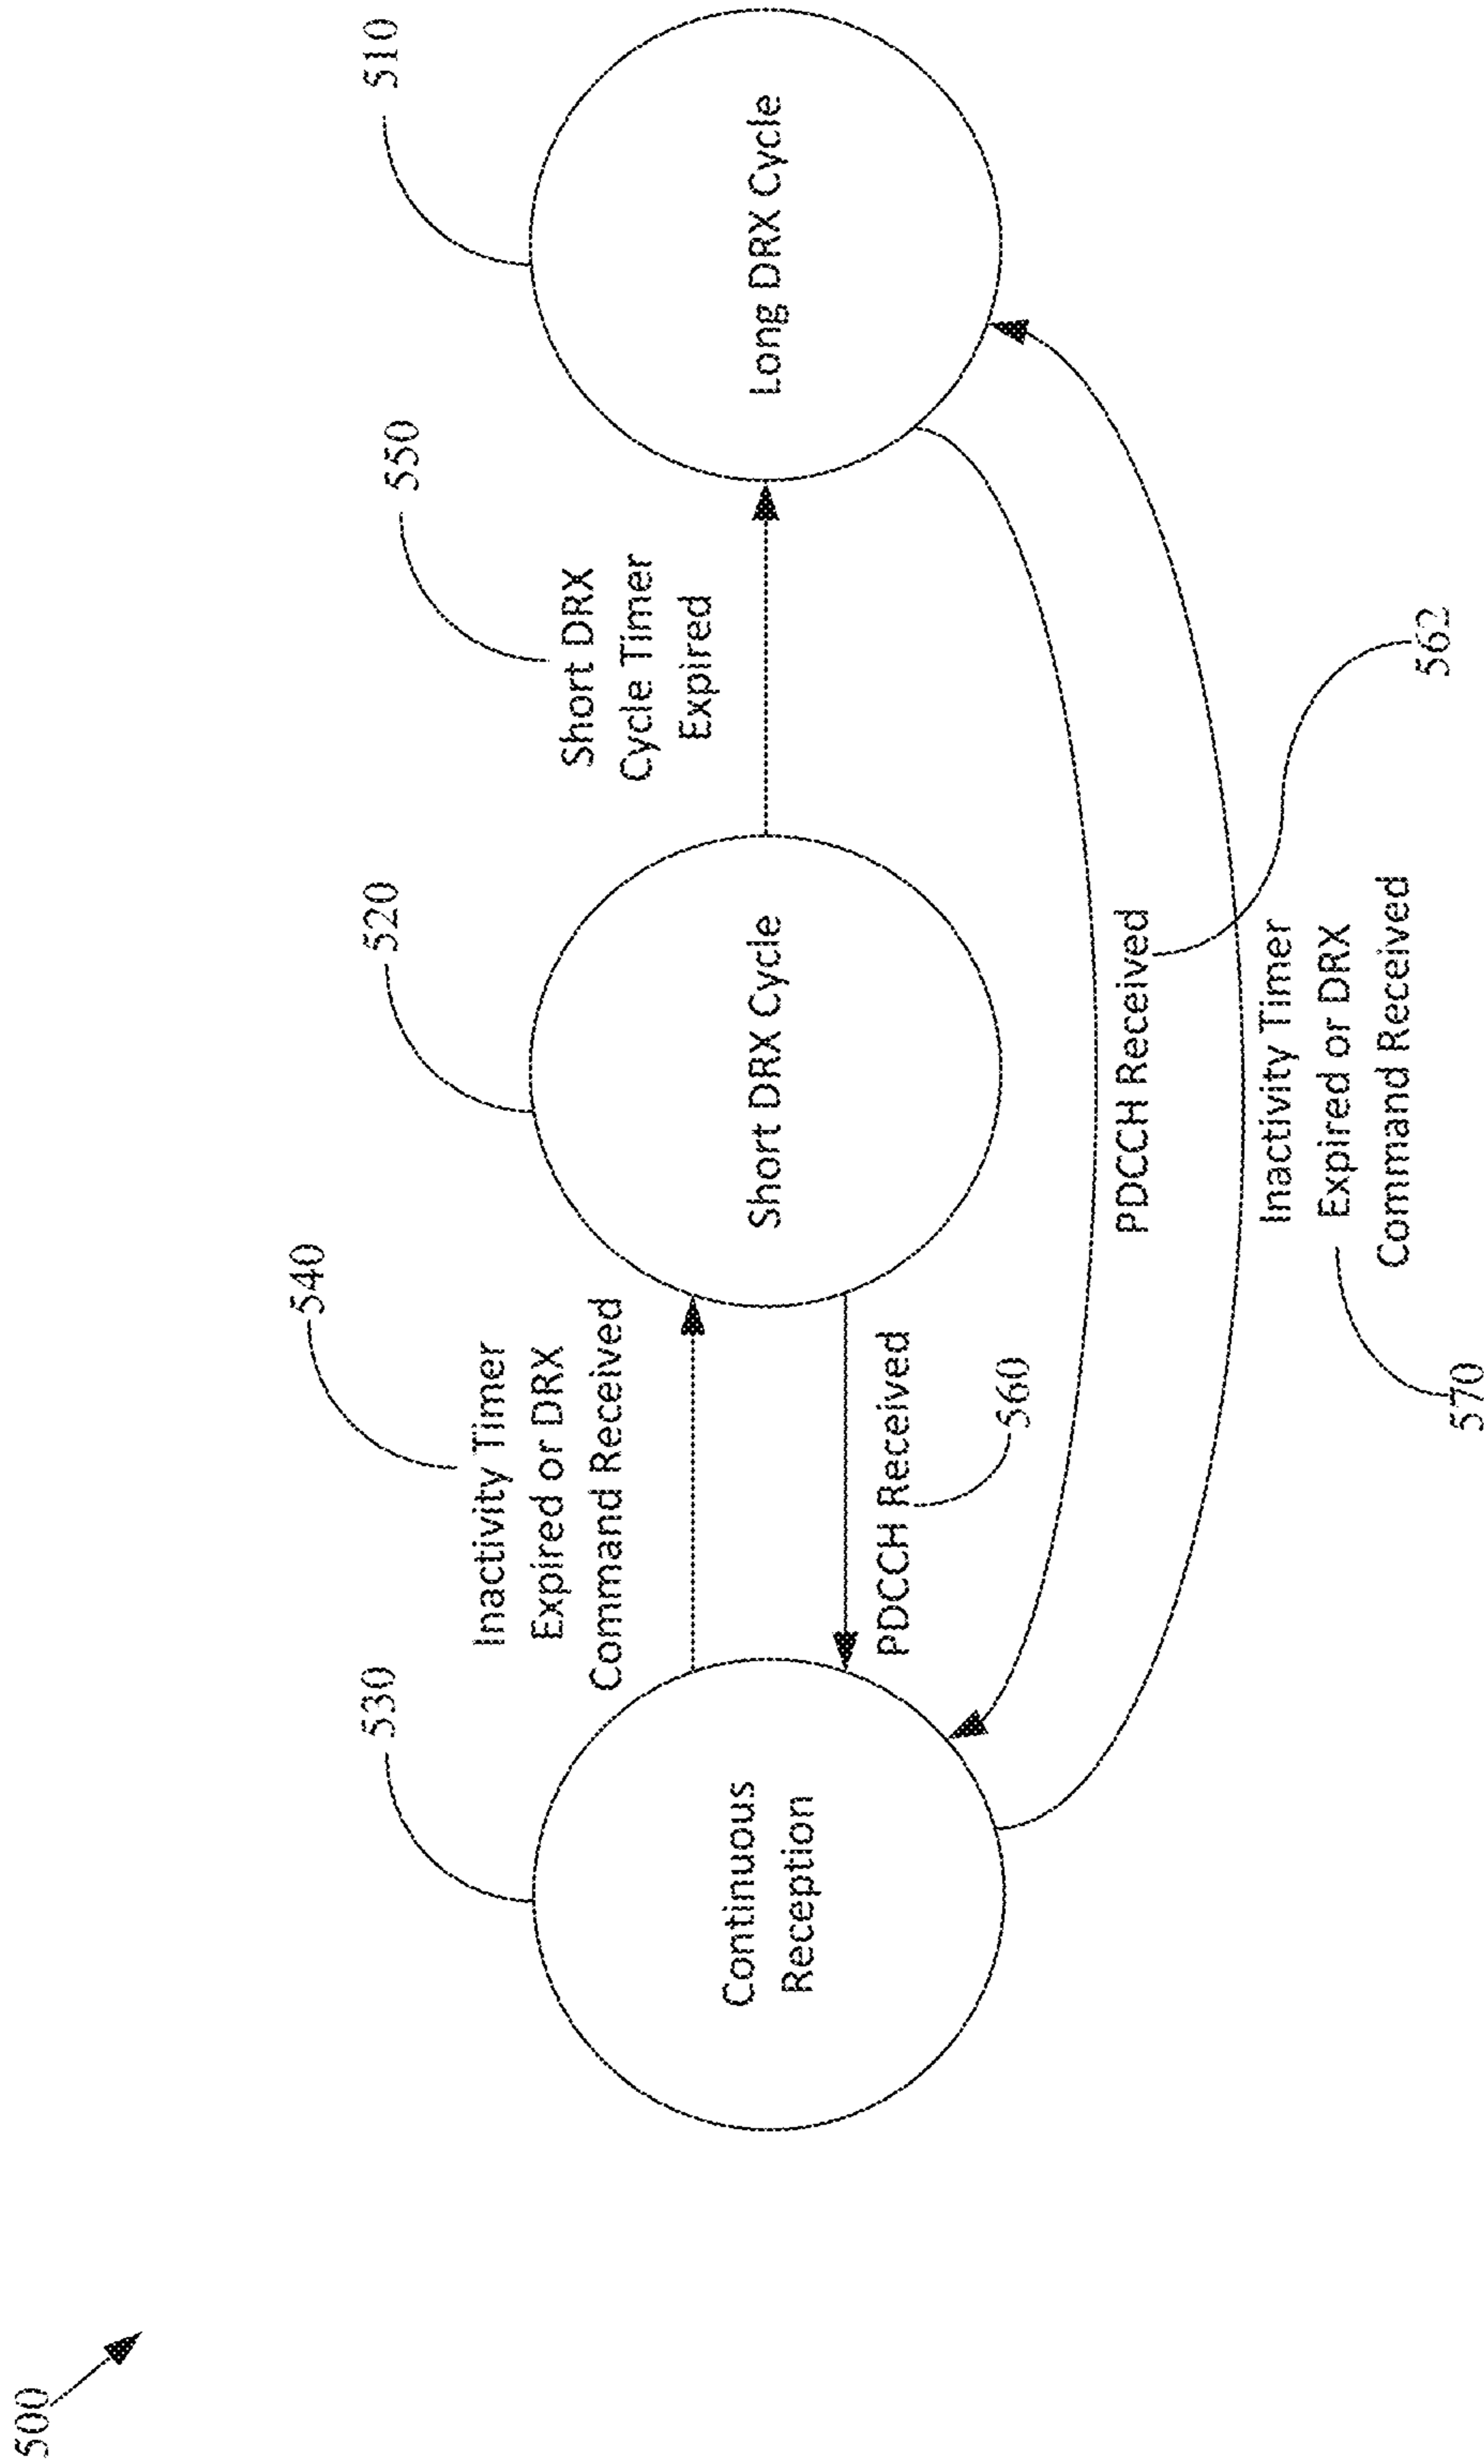 500
530
540
520
550
510
Inactivity Timer
Expired or DRX
Command Received
Short DRX
Cycle Timer
Expired
Continuous
Reception
Short DRX Cycle
Long DRX Cycle
PDCCH Received
560
PDCCH Received
562
Inactivity Timer
Expired or DRX
Command Received
570